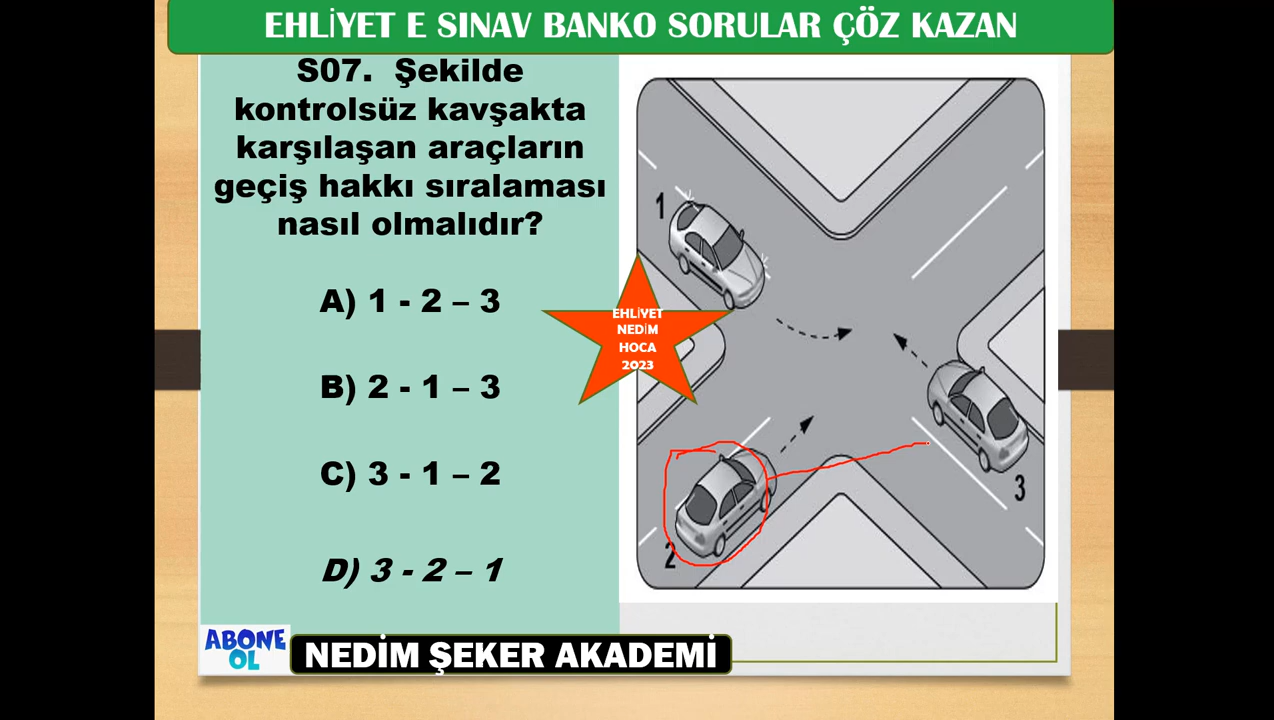 EHLİYET E SINAV BANKO SORULAR ÇÖZ KAZAN
S07. Şekilde
kontrolsüz kavşakta
karşılaşan araçların
geçiş hakkı sıralaması
nasıl olmalıdır?
A) 1 - 2 – 3
B) 2 - 1 – 3
C) 3 - 1 – 2
D) 3 - 2 – 1
1
EHLİYET
NEDİM
HOCA
2023
3
2
ABONE
OL
NEDİM ŞEKER AKADEMİ